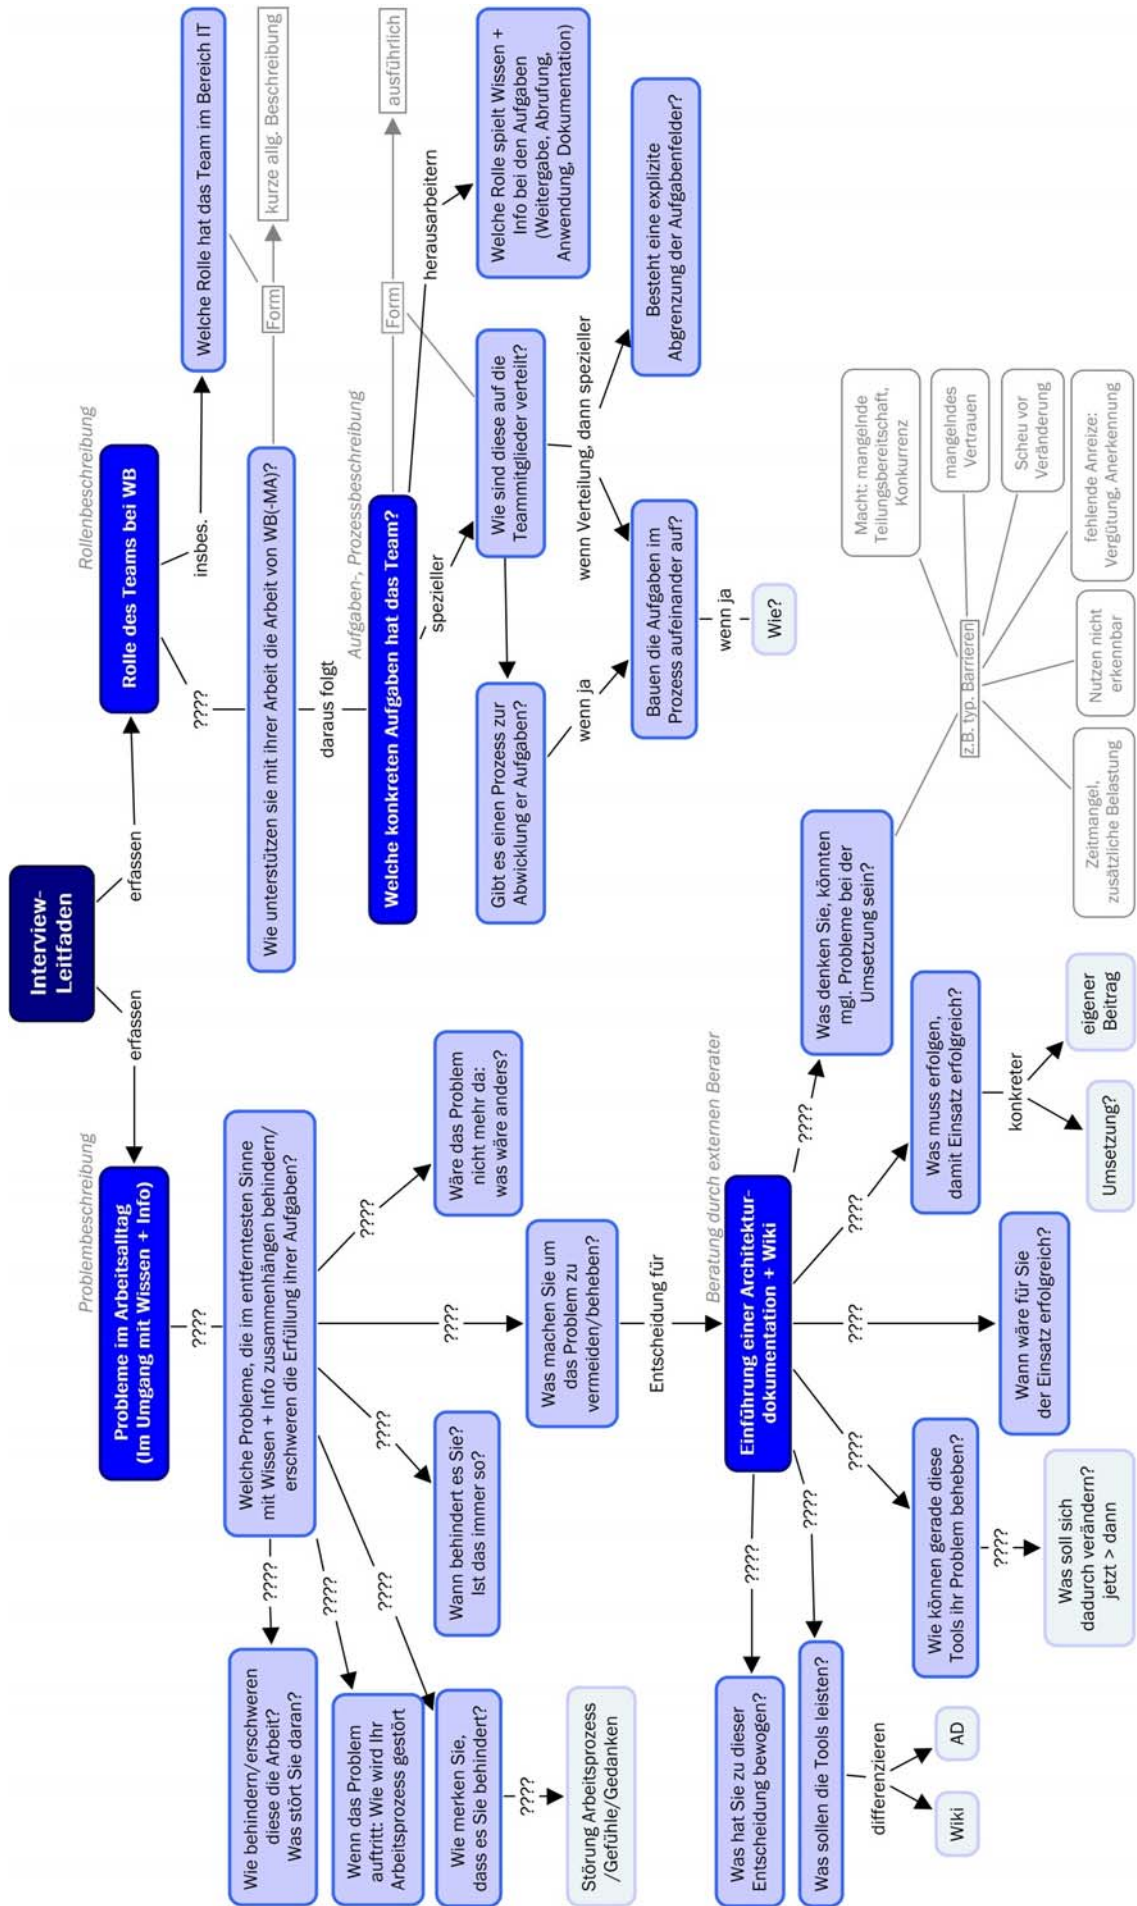 Interview-
Leitfaden
erfassen
erfassen
Problembeschreibung
Probleme im Arbeitsalltag
(Im Umgang mit Wissen + Info)
????
Welche Probleme, die im entferntesten Sinne
mit Wissen + Info zusammenhängen behindern/
erschweren die Erfüllung ihrer Aufgaben?
????
Wie behindern/erschweren
diese die Arbeit?
Was stört Sie daran?
????
Wenn das Problem
auftritt: Wie wird Ihr
Arbeitsprozess gestört
????
Wie merken Sie,
dass es Sie behindert?
????
Störung Arbeitsprozess
/Gefühle/Gedanken
????
Wann behindert es Sie?
Ist das immer so?
????
Was machen Sie um
das Problem zu
vermeiden/beheben?
????
Wäre das Problem
nicht mehr da:
was wäre anders?
Entscheidung für
Beratung durch externen Berater
Einführung einer Architektur-
dokumentation + Wiki
????
Was hat Sie zu dieser
Entscheidung bewogen?
????
Was sollen die Tools leisten?
differenzieren
Wiki
AD
????
Wie können gerade diese
Tools ihr Problem beheben?
????
Was soll sich
dadurch verändern?
jetzt > dann
????
Wann wäre für Sie
der Einsatz erfolgreich?
????
Was muss erfolgen,
damit Einsatz erfolgreich?
konkreter
Umsetzung?
eigener
Beitrag
????
Was denken Sie, könnten
mgl. Probleme bei der
Umsetzung sein?
z.B. typ. Barrieren
Zeitmangel,
zusätzliche Belastung
Nutzen nicht
erkennbar
fehlende Anreize:
Vergütung, Anerkennung
Scheu vor
Veränderung
mangelndes
Vertrauen
Macht: mangelnde
Teilungsbereitschaft,
Konkurrenz
Rollenbeschreibung
Rolle des Teams bei WB
????
insbes.
Welche Rolle hat das Team im Bereich IT
Wie unterstützen sie mit ihrer Arbeit die Arbeit von WB(-MA)?
Form
kurze allg. Beschreibung
daraus folgt
Aufgaben-, Prozessbeschreibung
Welche konkreten Aufgaben hat das Team?
Form
ausführlich
spezieller
herausarbeitern
Gibt es einen Prozess zur
Abwicklung er Aufgaben?
Wie sind diese auf die
Teammitglieder verteilt?
Welche Rolle spielt Wissen +
Info bei den Aufgaben
(Weitergabe, Abrufung,
Anwendung, Dokumentation)
wenn ja
wenn Verteilung, dann spezieller
Bauen die Aufgaben im
Prozess aufeinander auf?
Besteht eine explizite
Abgrenzung der Aufgabenfelder?
wenn ja
Wie?